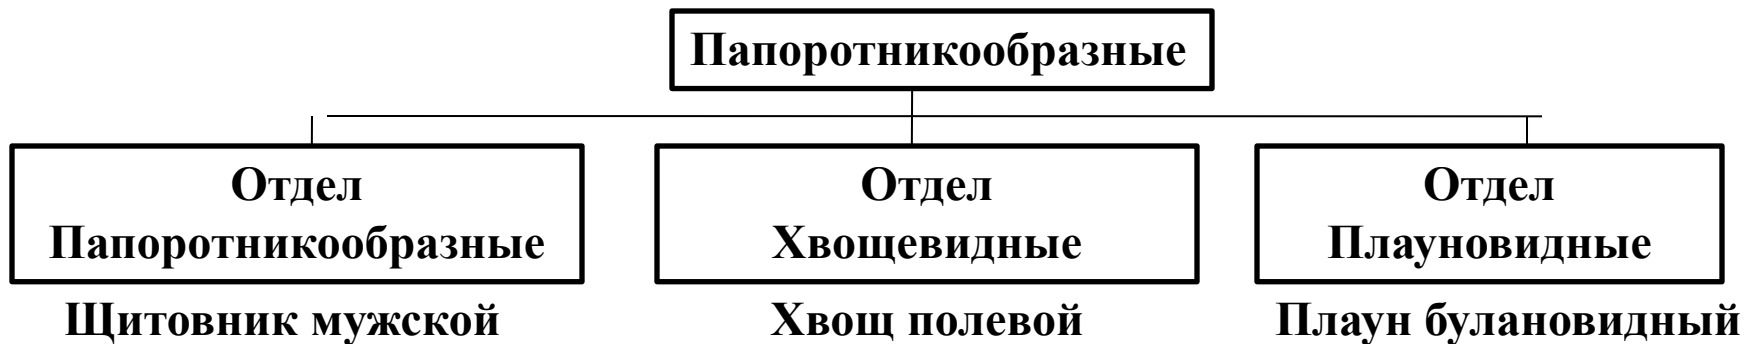 Папоротникообразные
Отдел
Папоротникообразные
Отдел
Хвощевидные
Отдел
Плауновидные
Щитовник мужской
Хвощ полевой
Плаун булановидный